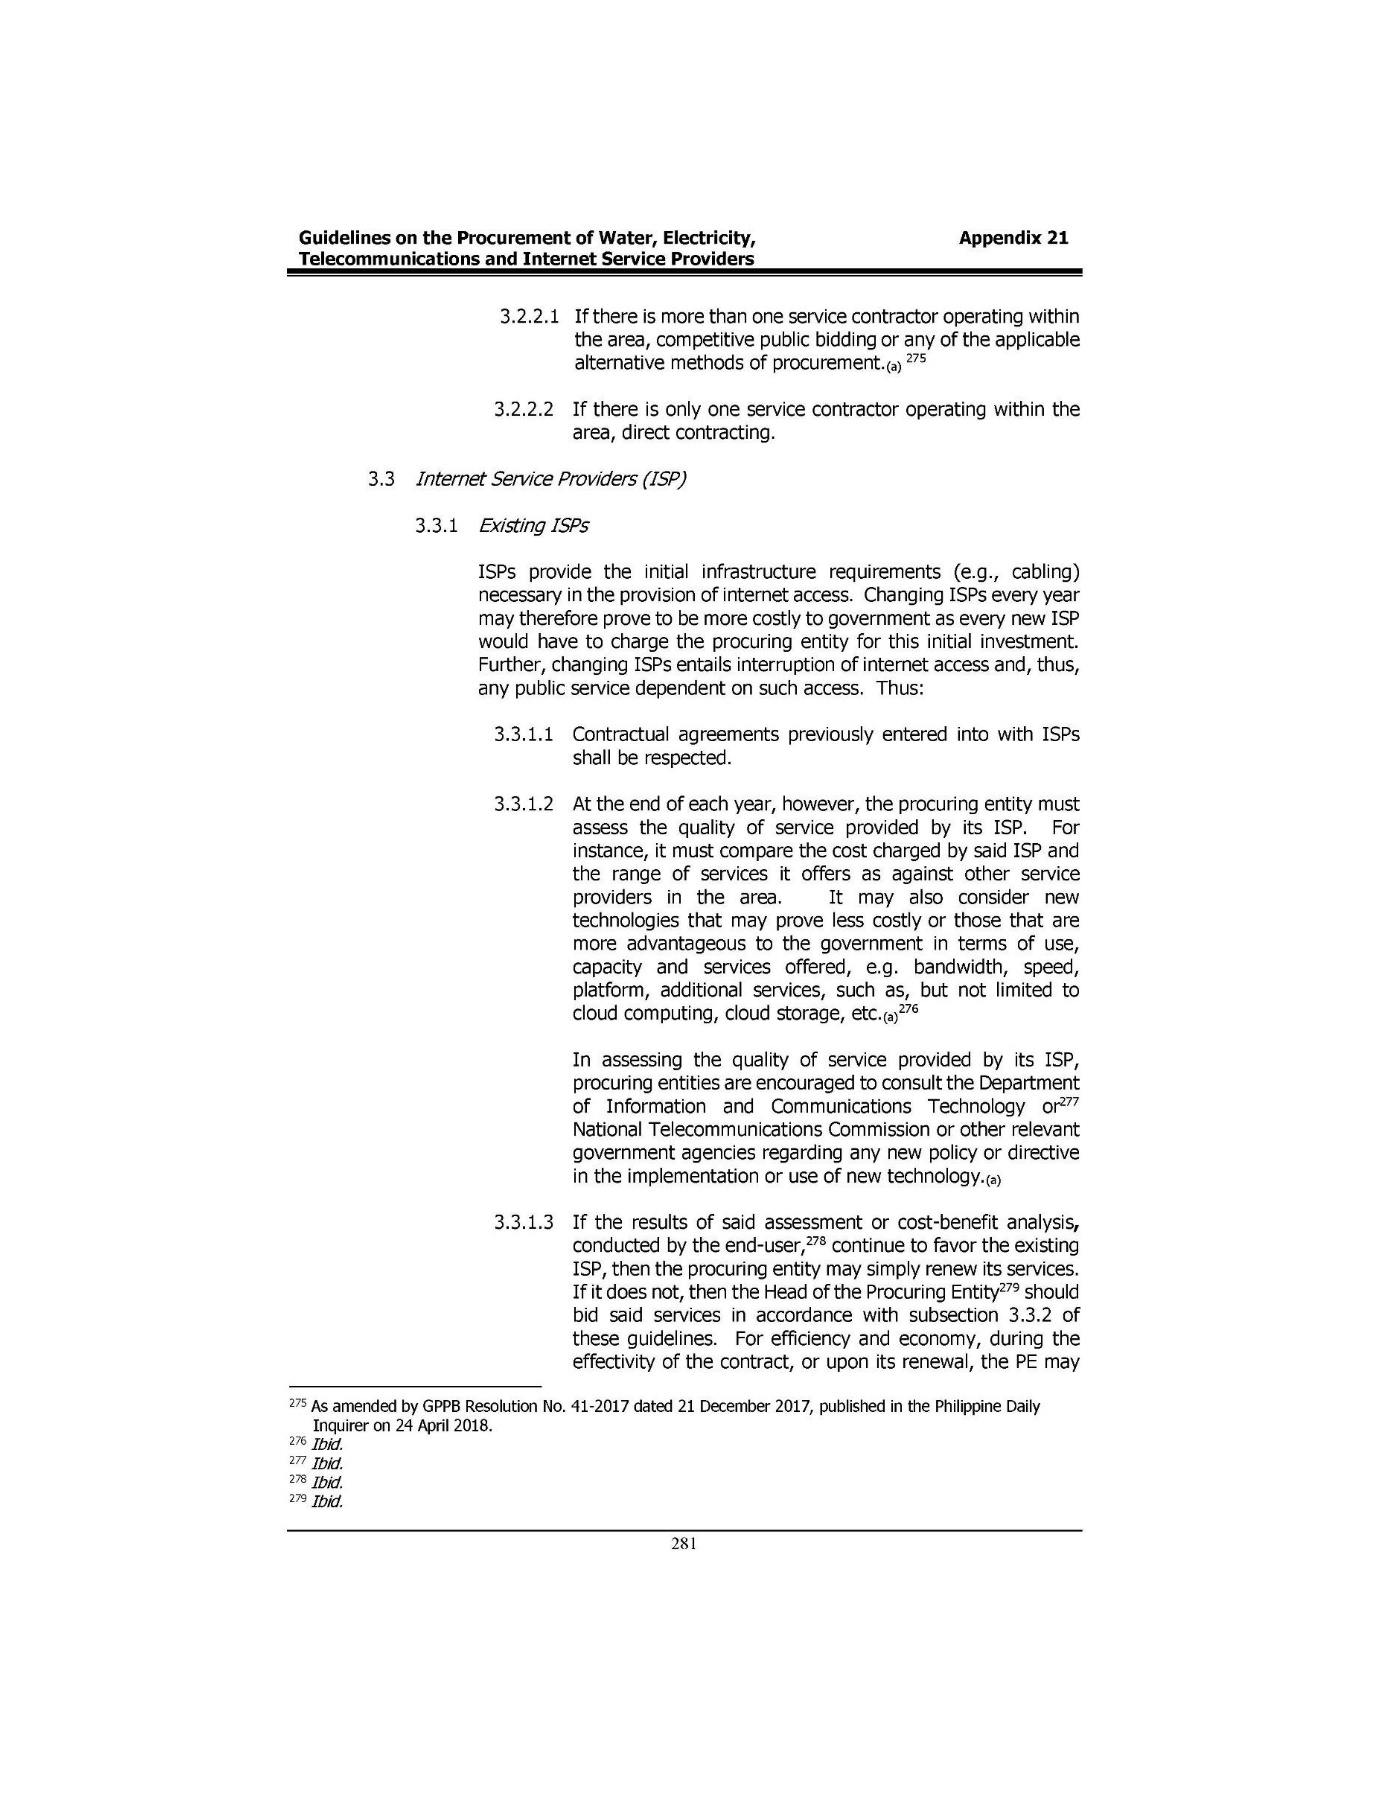 Guidelines on the Procurement of Water, Electricity, Appendix 21
Telecommunications and Internet Service Providers
3.2.2.1 If there is more than one service contractor operating within
the area, competitive public bidding or any of the applicable
alternative methods of procurement.(a) 275
3.2.2.2 If there is only one service contractor operating within the
area, direct contracting.
3.3 Internet Service Providers (ISP)
3.3.1 Existing ISPs
ISPs provide the initial infrastructure requirements (e.g., cabling)
necessary in the provision of internet access. Changing ISPs every year
may therefore prove to be more costly to government as every new ISP
would have to charge the procuring entity for this initial investment.
Further, changing ISPs entails interruption of internet access and, thus,
any public service dependent on such access. Thus:
3.3.1.1 Contractual agreements previously entered into with ISPs
shall be respected.
3.3.1.2 At the end of each year, however, the procuring entity must
assess the quality of service provided by its ISP. For
instance, it must compare the cost charged by said ISP and
the range of services it offers as against other service
providers in the area. It may also consider new
technologies that may prove less costly or those that are
more advantageous to the government in terms of use,
capacity and services offered, e.g. bandwidth, speed,
platform, additional services, such as, but not limited to
cloud computing, cloud storage, etc.(a)276
In assessing the quality of service provided by its ISP,
procuring entities are encouraged to consult the Department
of Information and Communications Technology or277
National Telecommunications Commission or other relevant
government agencies regarding any new policy or directive
in the implementation or use of new technology.(a)
3.3.1.3 If the results of said assessment or cost-benefit analysis,
conducted by the end-user,278 continue to favor the existing
ISP, then the procuring entity may simply renew its services.
If it does not, then the Head of the Procuring Entity279 should
bid said services in accordance with subsection 3.3.2 of
these guidelines. For efficiency and economy, during the
effectivity of the contract, or upon its renewal, the PE may
275 As amended by GPPB Resolution No. 41-2017 dated 21 December 2017, published in the Philippine Daily
Inquirer on 24 April 2018.
276 Ibid.
277 Ibid.
278 Ibid.
279 Ibid.
281